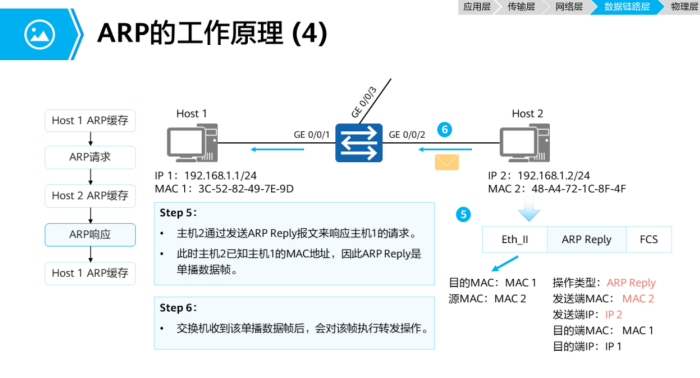 应用层 传输层 网络层 数据链路层 物理层
ARP的工作原理 (4)
Host 1 ARP缓存
ARP请求
Host 2 ARP缓存
ARP响应
Host 1 ARP缓存
Host 1
GE 0/0/3
Host 2
GE 0/0/1
GE 0/0/2
6
IP 1：192.168.1.1/24
MAC 1：3C-52-82-49-7E-9D
IP 2：192.168.1.2/24
MAC 2：48-A4-72-1C-8F-4F
Step 5：
• 主机2通过发送ARP Reply报文来响应主机1的请求。
• 此时主机2已知主机1的MAC地址，因此ARP Reply是
单播数据帧。
Step 6：
• 交换机收到该单播数据帧后，会对该帧执行转发操作。
5
Eth_II ARP Reply FCS
目的MAC：MAC 1
源MAC：MAC 2
操作类型：ARP Reply
发送端MAC： MAC 2
发送端IP：IP 2
目的端MAC： MAC 1
目的端IP：IP 1